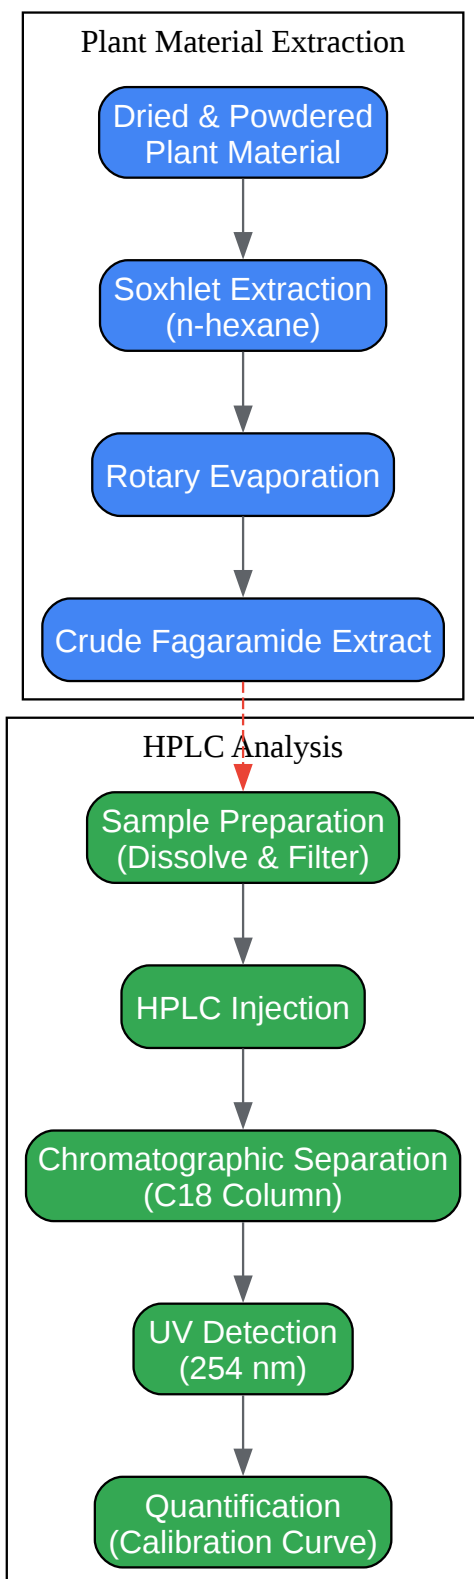 Plant Material Extraction
Dried & Powdered
Plant Material
Soxhlet Extraction
(n-hexane)
Rotary Evaporation
Crude Fagaramide Extract
HPLC Analysis
Sample Preparation
(Dissolve & Filter)
HPLC Injection
Chromatographic Separation
(C18 Column)
UV Detection
(254 nm)
Quantification
(Calibration Curve)